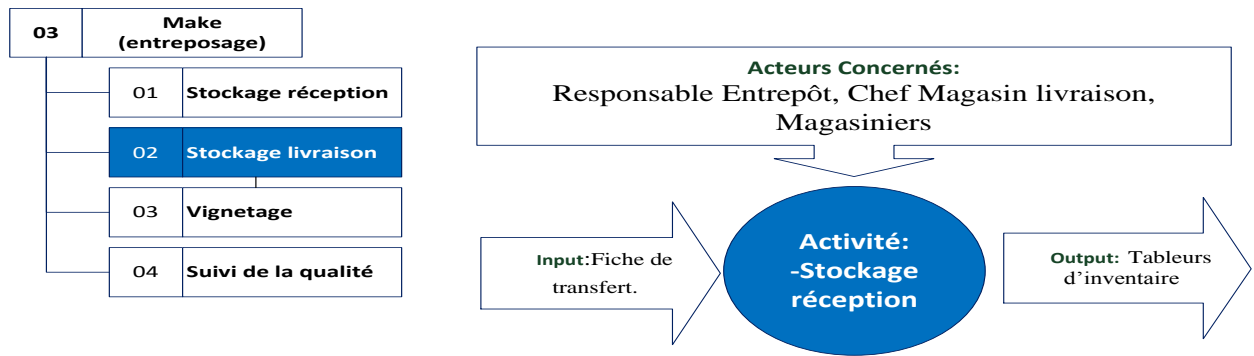 03
Make
(entreposage)
01
Stockage réception
02
Stockage livraison
03
Vignetage
04
Suivi de la qualité
Acteurs Concernés:
Responsable Entrepôt, Chef Magasin livraison,
Magasiniers
Input:Fiche de
transfert.
Activité:
-Stockage
réception
Output: Tableurs
d’inventaire